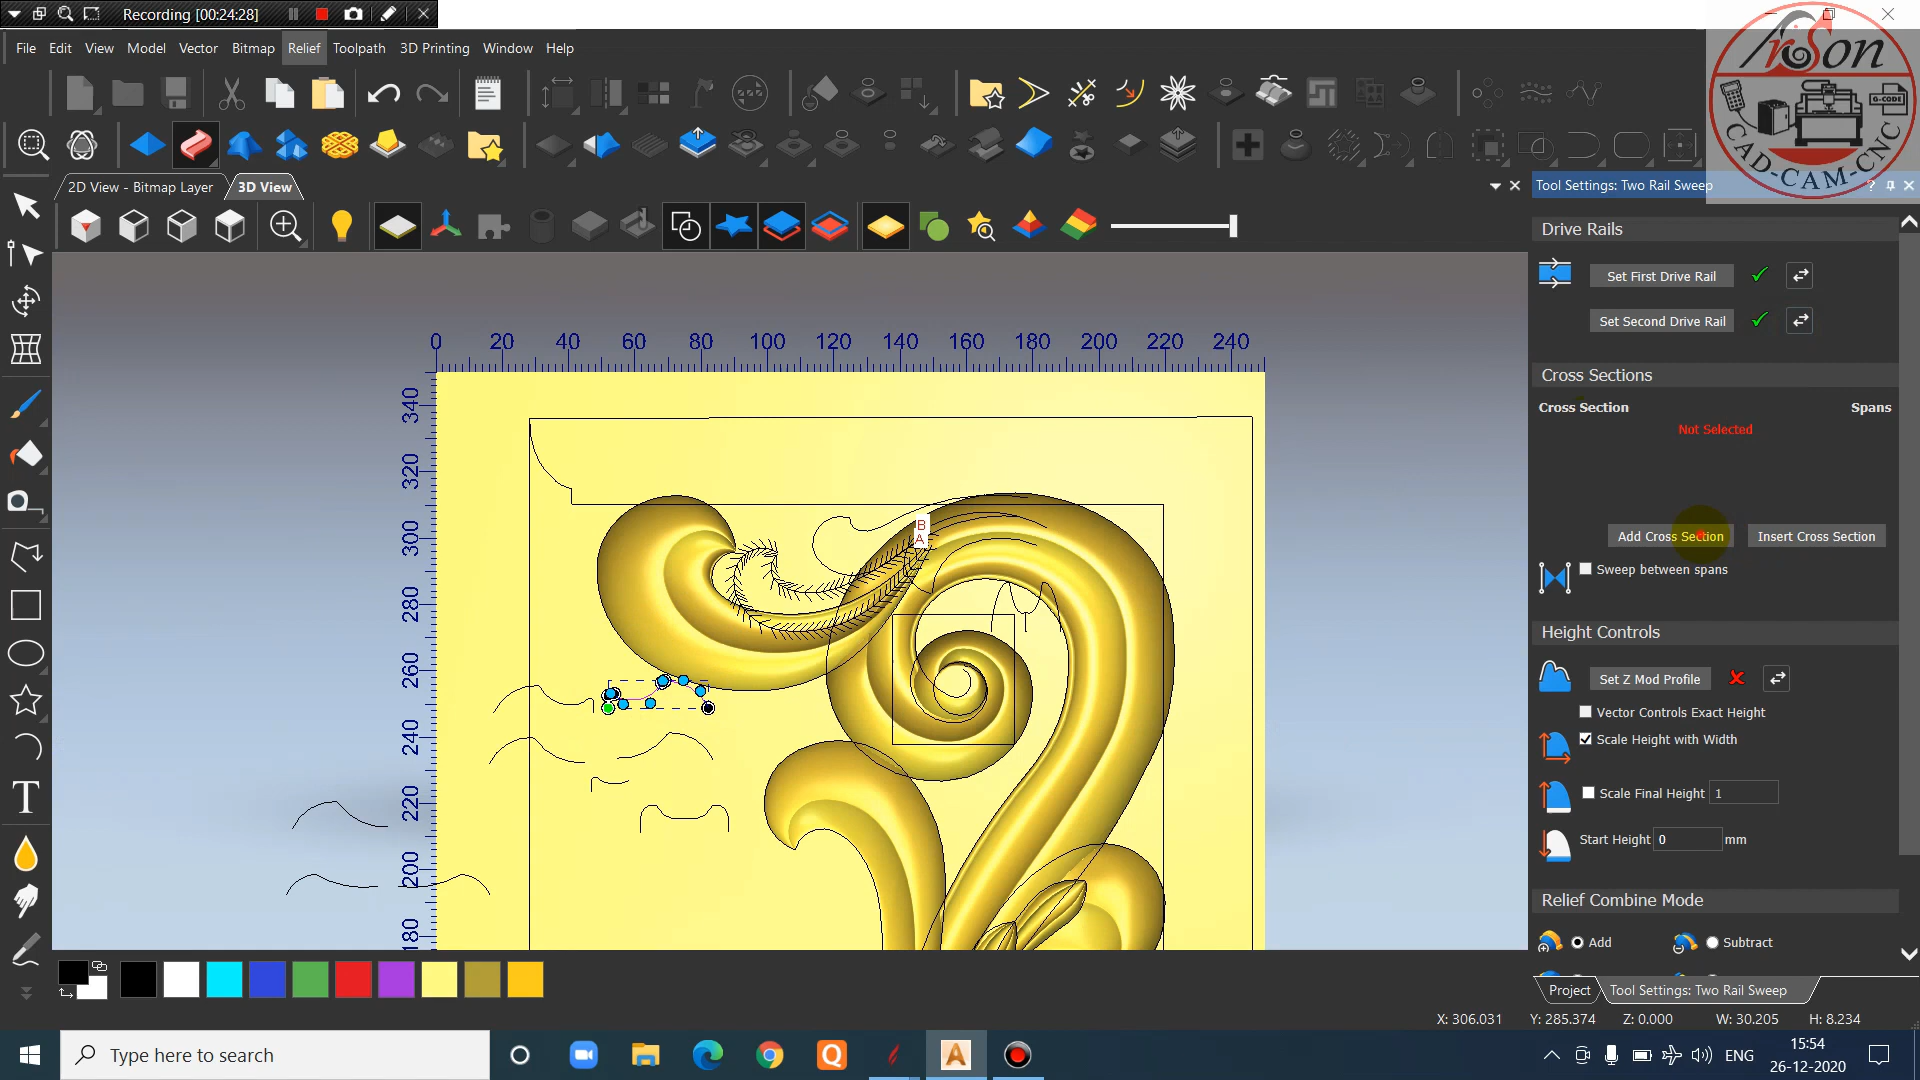 Recording [00:24:28]
File Edit View Model Vector Bitmap Relief Toolpath 3D Printing Window Help
ArSon
G-CODE
CAD-CAM-CNC
2D View - Bitmap Layer
3D View
Tool Settings: Two Rail Sweep
Drive Rails
Set First Drive Rail
Set Second Drive Rail
0 20 40 60 80 100 120 140 160 180 200 220 240
340
320
300
280
260
240
220
200
180
B
A
Cross Sections
Cross Section Spans
Not Selected
Add Cross Section Insert Cross Section
Sweep between spans
Height Controls
Set Z Mod Profile
Vector Controls Exact Height
Scale Height with Width
Scale Final Height 1
Start Height 0 mm
Relief Combine Mode
Add Subtract
Project Tool Settings: Two Rail Sweep
X: 306.031 Y: 285.374 Z: 0.000 W: 30.205 H: 8.234
Type here to search
ENG
15:54
26-12-2020